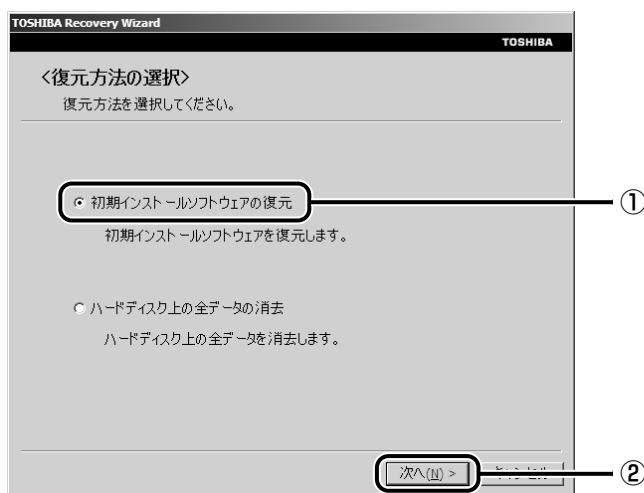 TOSHIBA Recovery Wizard
TOSHIBA
<復元方法の選択>
復元方法を選択してください。
初期インストールソフトウェアの復元
①
初期インストールソフトウェアを復元します。
ハードディスク上の全データの消去
ハードディスク上の全データを消去します。
次へ(N) >
②